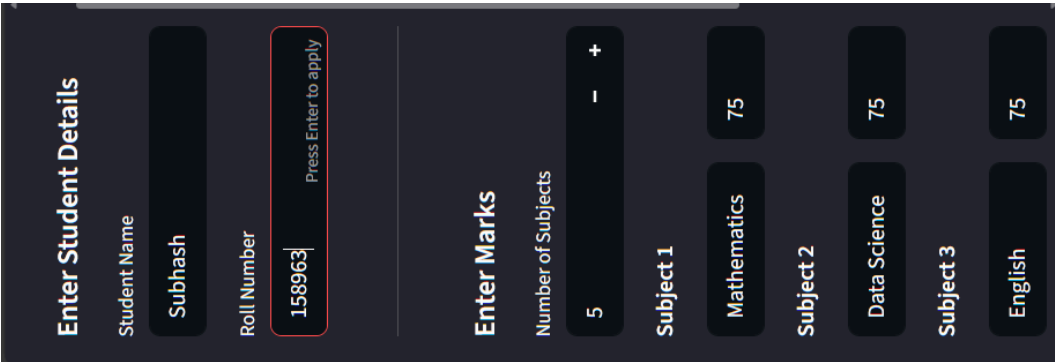 Enter Student Details
Student Name
Subhash
Roll Number
158963
Press Enter to apply
Enter Marks
Number of Subjects
5 − +
Subject 1
Mathematics 75
Subject 2
Data Science 75
Subject 3
English 75